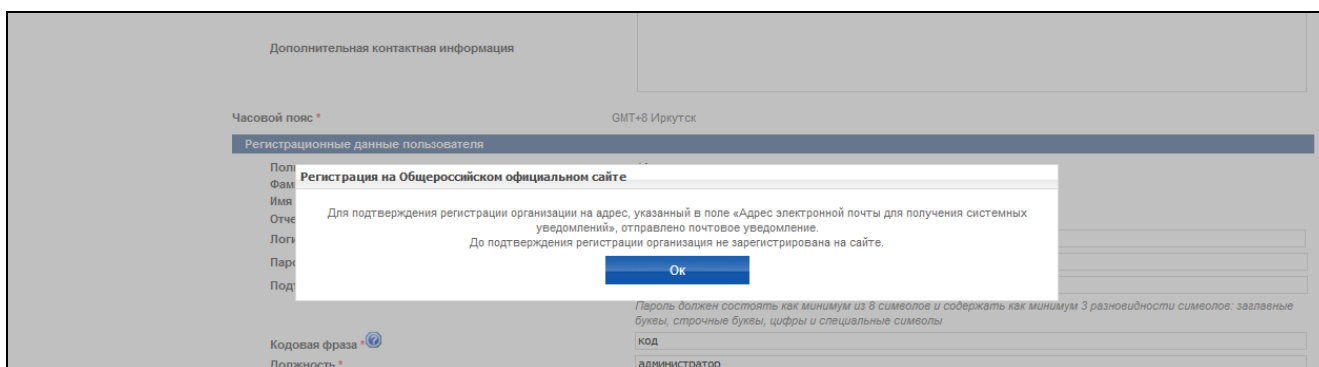 Дополнительная контактная информация
Часовой пояс *
GMT+8 Иркутск
Регистрационные данные пользователя
Регистрация на Общероссийском официальном сайте
Имя
Для подтверждения регистрации организации на адрес, указанный в поле «Адрес электронной почты для получения системных
уведомлений», отправлено почтовое уведомление.
До подтверждения регистрации организация не зарегистрирована на сайте.
Ок
Пароль должен состоять как минимум из 8 символов и содержать как минимум 3 разновидности символов: заглавные
буквы, строчные буквы, цифры и специальные символы
Кодовая фраза *
код
Должность *
администратор